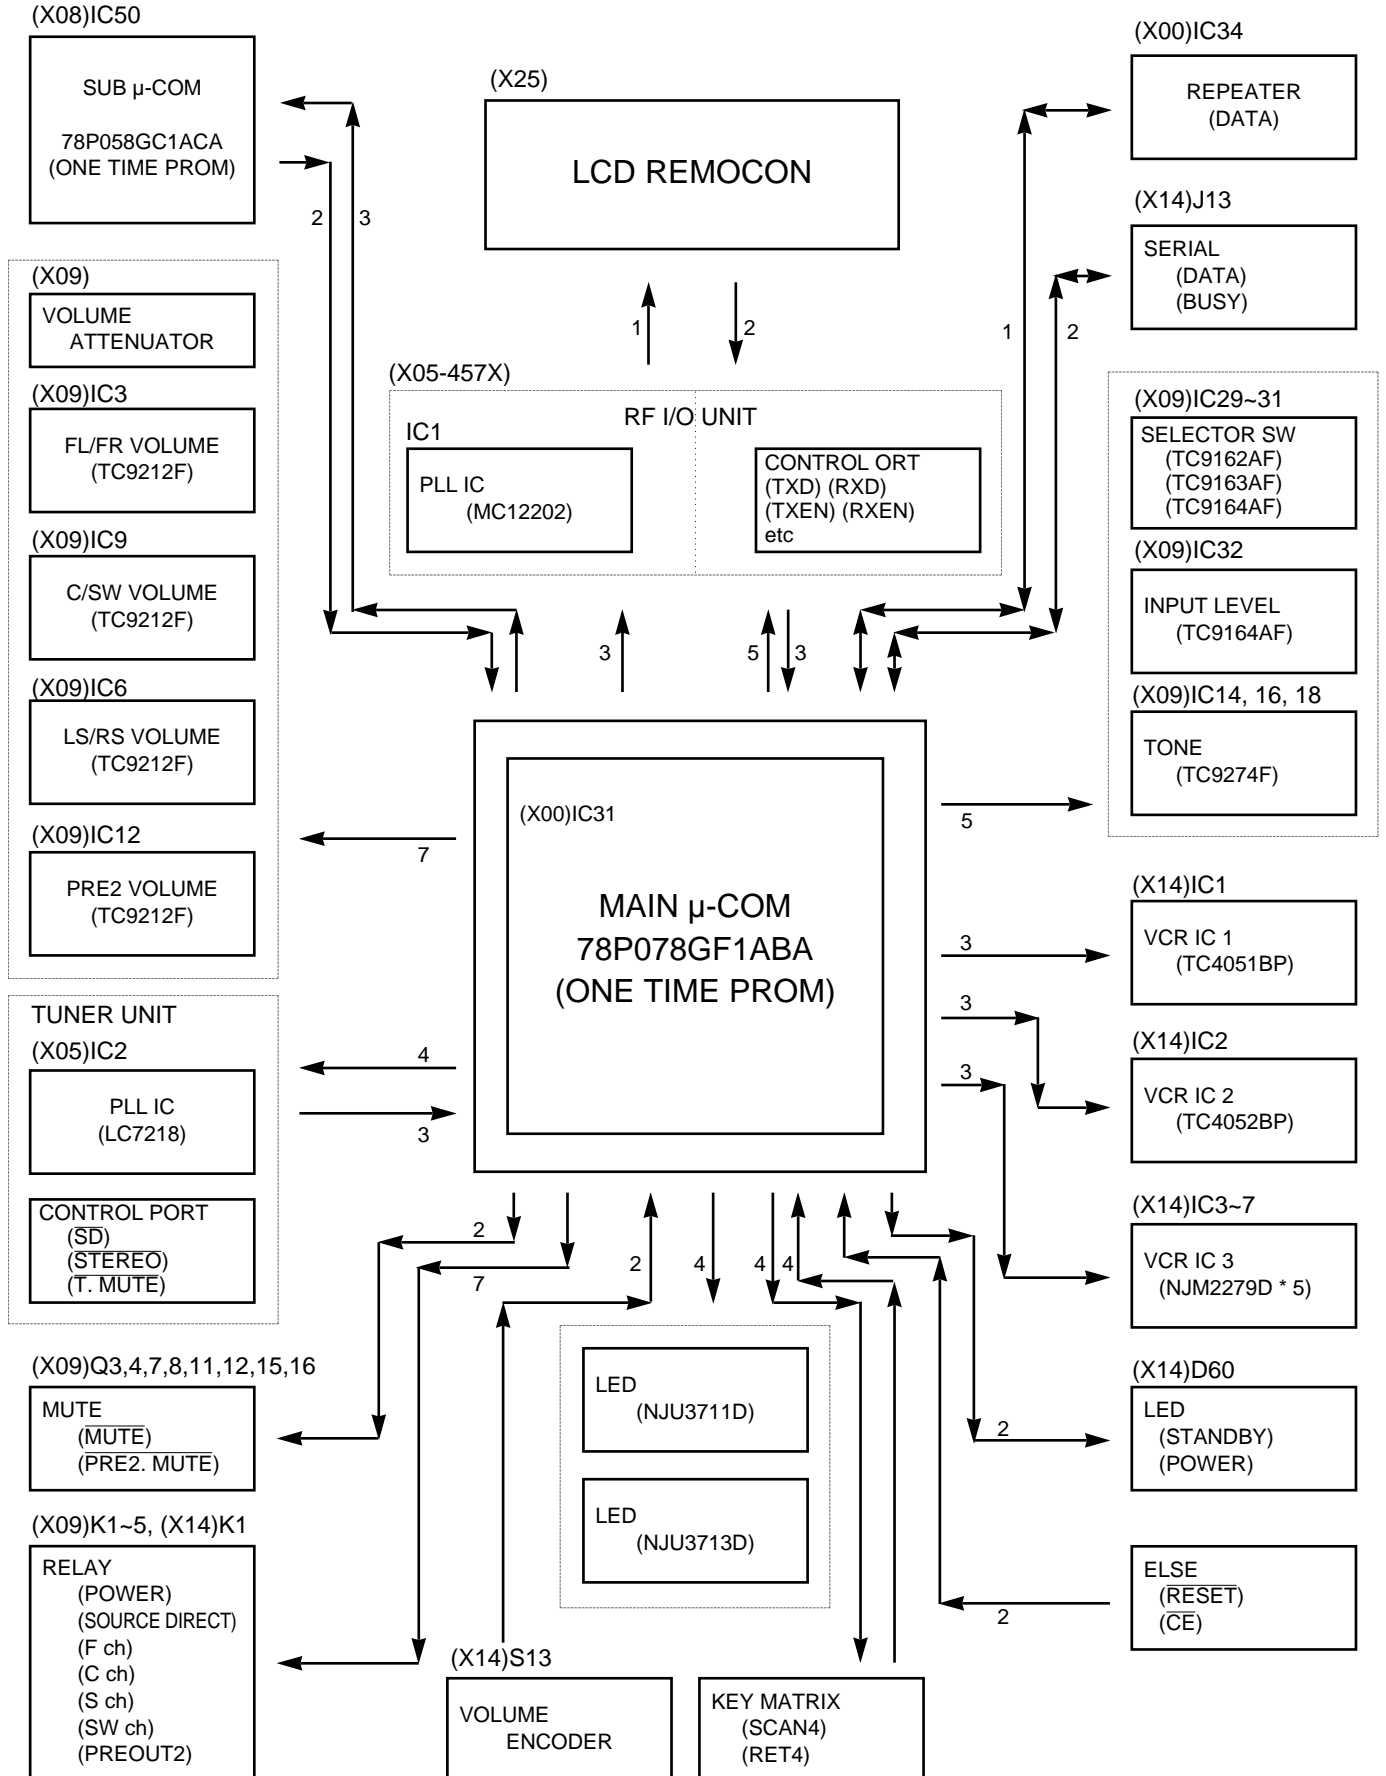 (X08)IC50
SUB µ-COM
78P058GC1ACA
(ONE TIME PROM)
2
3
(X25)
LCD REMOCON
1
2
(X00)IC34
REPEATER
(DATA)
1
(X14)J13
SERIAL
(DATA)
(BUSY)
2
(X09)
VOLUME
ATTENUATOR
(X09)IC3
FL/FR VOLUME
(TC9212F)
(X09)IC9
C/SW VOLUME
(TC9212F)
(X09)IC6
LS/RS VOLUME
(TC9212F)
(X09)IC12
PRE2 VOLUME
(TC9212F)
7
(X05-457X)
RF I/O UNIT
IC1
PLL IC
(MC12202)
CONTROL ORT
(TXD) (RXD)
(TXEN) (RXEN)
etc
3
5
3
(X09)IC29~31
SELECTOR SW
(TC9162AF)
(TC9163AF)
(TC9164AF)
(X09)IC32
INPUT LEVEL
(TC9164AF)
(X09)IC14, 16, 18
TONE
(TC9274F)
5
(X00)IC31
MAIN µ-COM
78P078GF1ABA
(ONE TIME PROM)
(X14)IC1
VCR IC 1
(TC4051BP)
3
(X14)IC2
VCR IC 2
(TC4052BP)
3
(X14)IC3~7
VCR IC 3
(NJM2279D * 5)
3
TUNER UNIT
(X05)IC2
PLL IC
(LC7218)
4
3
CONTROL PORT
(S̅D̅)
(S̅T̅E̅R̅E̅O̅)
(T̅.̅ ̅M̅U̅T̅E̅)
2
7
2
4
4
4
(X09)Q3,4,7,8,11,12,15,16
MUTE
(M̅U̅T̅E̅)
(P̅R̅E̅2̅.̅ ̅M̅U̅T̅E̅)
LED
(NJU3711D)
LED
(NJU3713D)
(X14)D60
LED
(STANDBY)
(POWER)
2
(X09)K1~5, (X14)K1
RELAY
(POWER)
(SOURCE DIRECT)
(F ch)
(C ch)
(S ch)
(SW ch)
(PREOUT2)
ELSE
(R̅E̅S̅E̅T̅)
(C̅E̅)
2
(X14)S13
VOLUME
ENCODER
KEY MATRIX
(SCAN4)
(RET4)